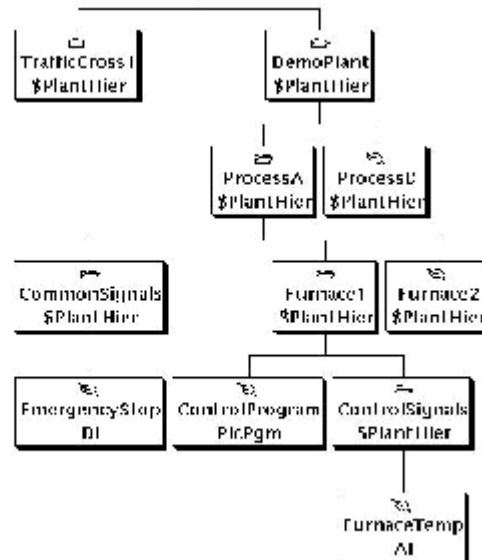 TrafficCross1
$PlantHier
DemoPlant
$PlantHier
ProcessA
$PlantHier
ProcessB
$PlantHier
CommonSignals
$PlantHier
Furnace1
$PlantHier
Furnace2
$PlantHier
EmergencyStop
DI
ControlProgram
PlcPgm
ControlSignals
$PlantHier
FurnaceTemp
AI